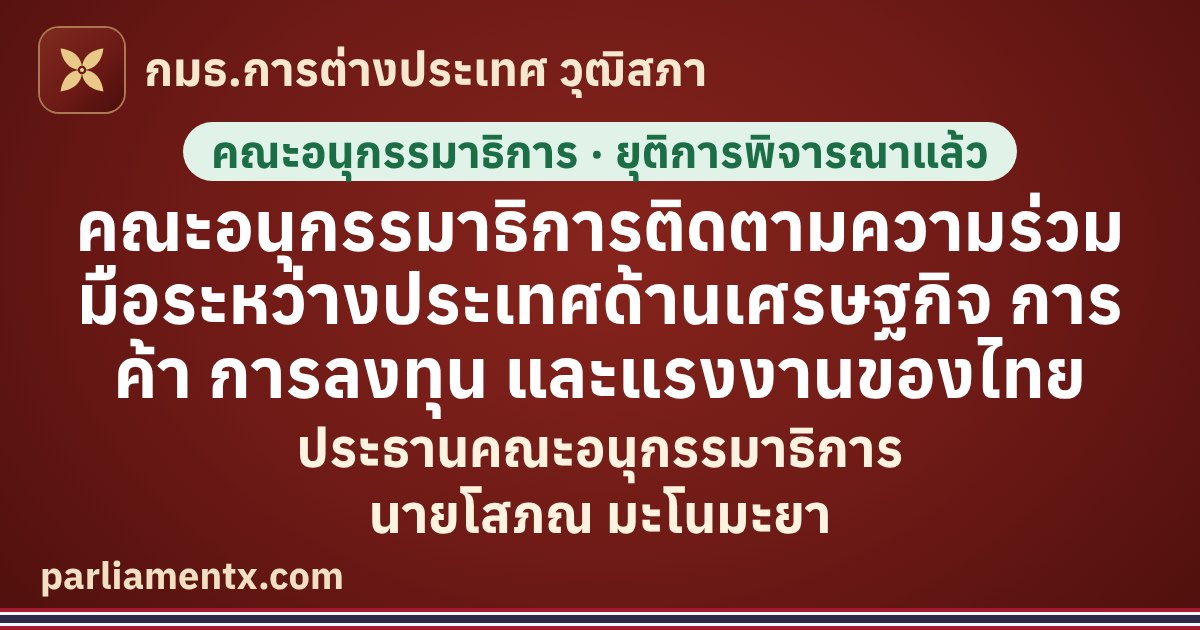 กมธ.การต่างประเทศ วุฒิสภา
คณะอนุกรรมาธิการ · ยุติการพิจารณาแล้ว
คณะอนุกรรมาธิการติดตามความร่วม
มือระหว่างประเทศด้านเศรษฐกิจ การ
ค้า การลงทุน และแรงงานของไทย
ประธานคณะอนุกรรมาธิการ
นายโสภณ มะโนมะยา
parliamentx.com